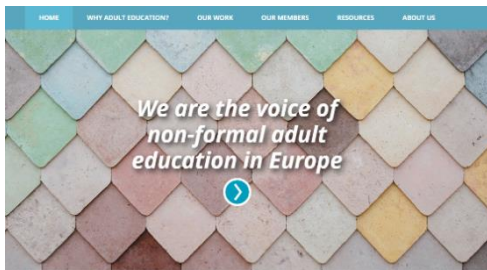 HOME WHY ADULT EDUCATION? OUR WORK OUR MEMBERS RESOURCES ABOUT US
We are the voice of
non-formal adult
education in Europe